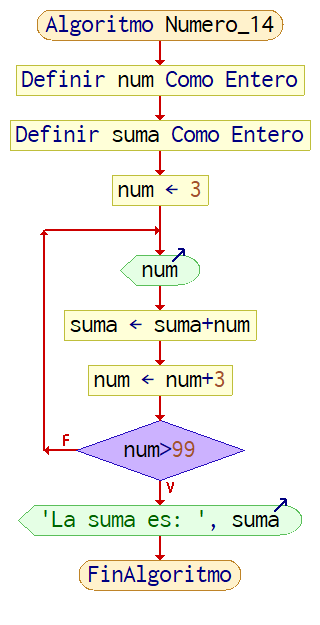 Algoritmo Numero_14
Definir num Como Entero
Definir suma Como Entero
num ← 3
num
suma ← suma+num
num ← num+3
num>99
F
V
'La suma es: ', suma
FinAlgoritmo